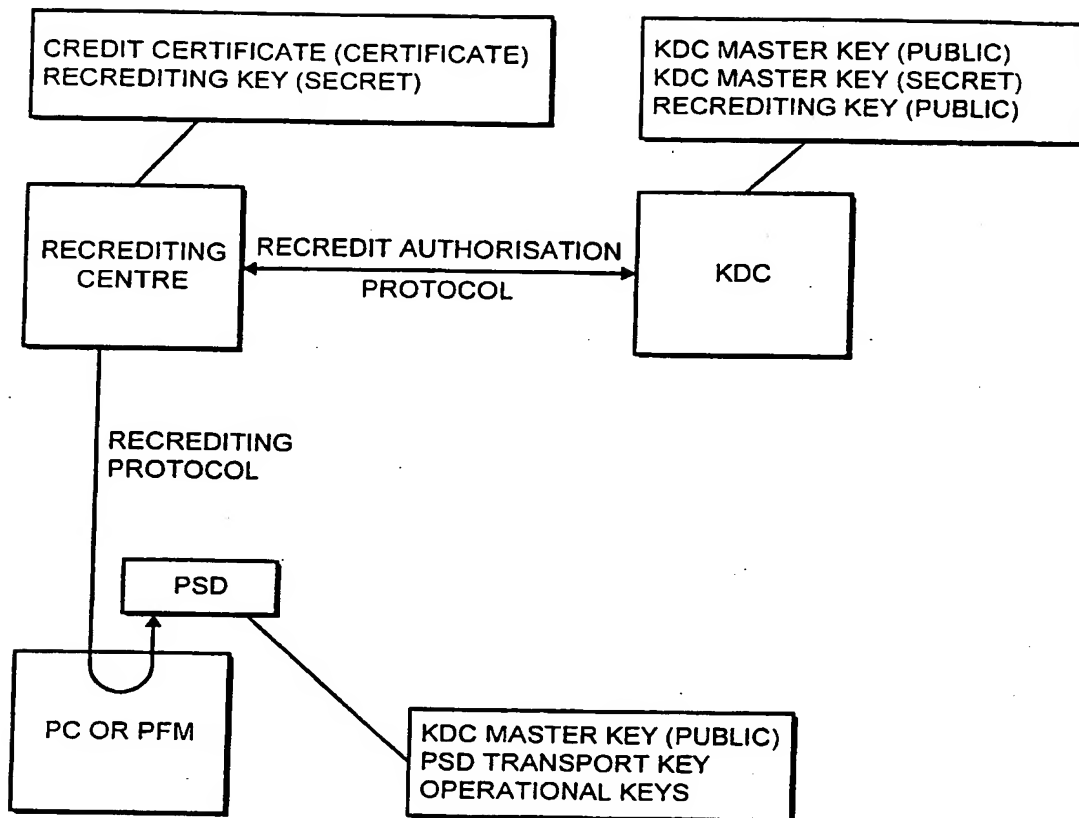 CREDIT CERTIFICATE (CERTIFICATE)
RECREDITING KEY (SECRET)
KDC MASTER KEY (PUBLIC)
KDC MASTER KEY (SECRET)
RECREDITING KEY (PUBLIC)
RECREDITING
CENTRE
RECREDIT AUTHORISATION
PROTOCOL
KDC
RECREDITING
PROTOCOL
PSD
PC OR PFM
KDC MASTER KEY (PUBLIC)
PSD TRANSPORT KEY
OPERATIONAL KEYS